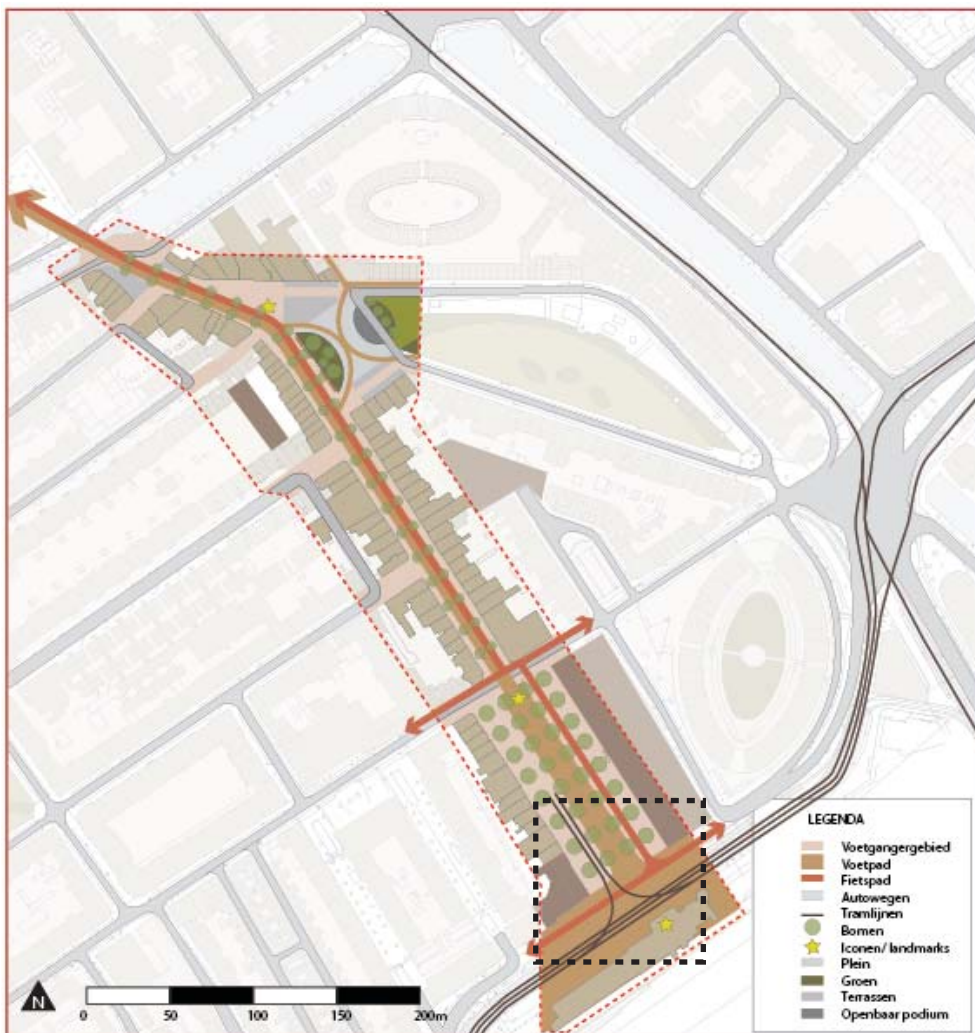 LEGENDA
Voetgangergebied
Voetpad
Fietspad
Autowegen
Tramlijnen
Bomen
Iconen/ landmarks
Plein
Groen
Terrassen
Openbaar podium
N
0 50 100 150 200m